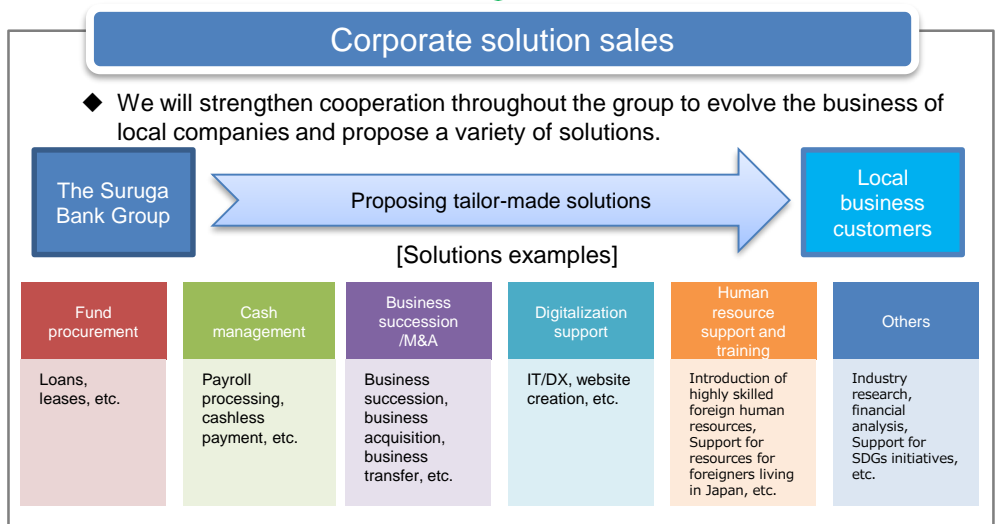 Corporate solution sales
◆ We will strengthen cooperation throughout the group to evolve the business of
local companies and propose a variety of solutions.
The Suruga
Bank Group
Proposing tailor-made solutions
Local
business
customers
[Solutions examples]
Fund
procurement
Loans,
leases, etc.
Cash
management
Payroll
processing,
cashless
payment, etc.
Business
succession
/M&A
Business
succession,
business
acquisition,
business
transfer, etc.
Digitalization
support
IT/DX, website
creation, etc.
Human
resource
support and
training
Introduction of
highly skilled
foreign human
resources,
Support for
resources for
foreigners living
in Japan, etc.
Others
Industry
research,
financial
analysis,
Support for
SDGs initiatives,
etc.